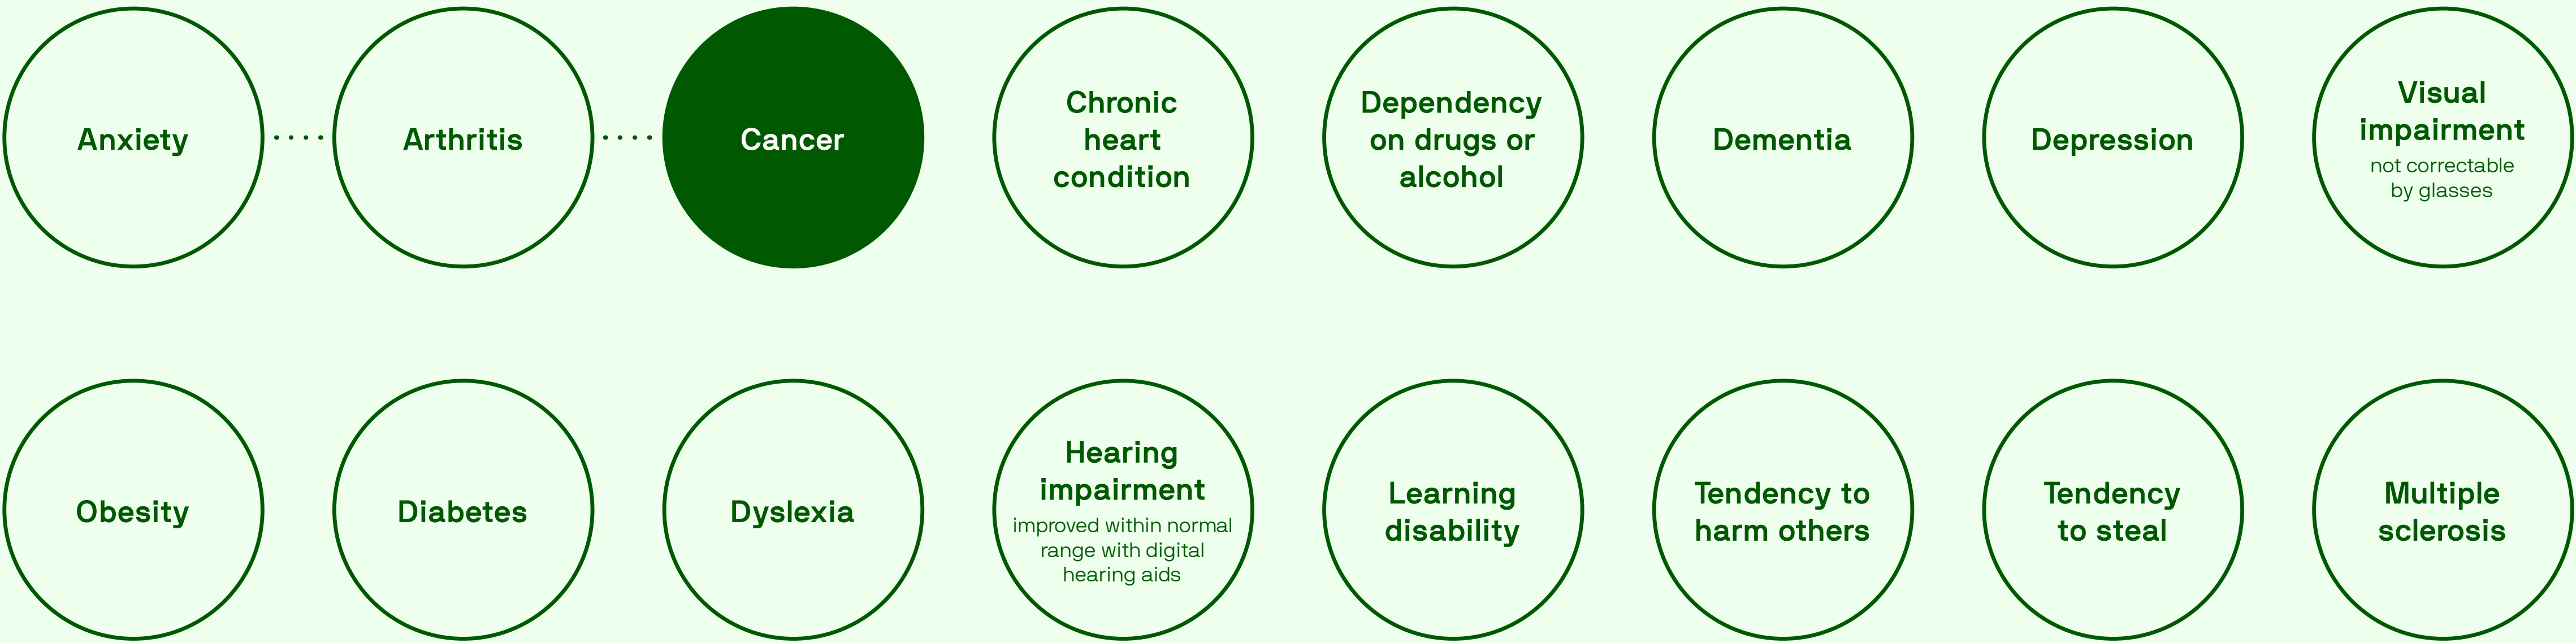 Anxiety
Arthritis
Cancer
Chronic
heart
condition
Dependency
on drugs or
alcohol
Dementia
Depression
Visual
impairment
not correctable
by glasses
Obesity
Diabetes
Dyslexia
Hearing
impairment
improved within normal
range with digital
hearing aids
Learning
disability
Tendency to
harm others
Tendency
to steal
Multiple
sclerosis